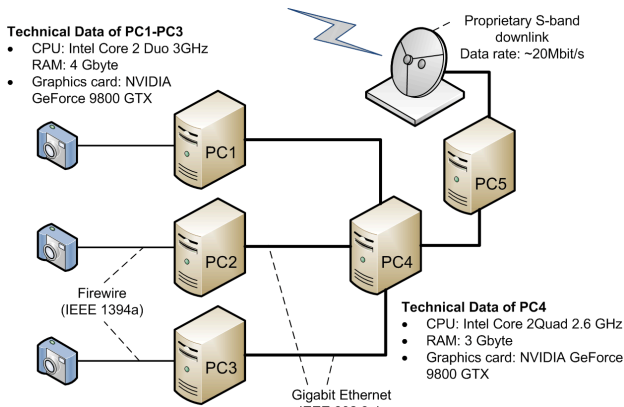 Technical Data of PC1-PC3
• CPU: Intel Core 2 Duo 3GHz
RAM: 4 Gbyte
• Graphics card: NVIDIA
GeForce 9800 GTX
Proprietary S-band
downlink
Data rate: ~20Mbit/s
PC1
PC5
PC2
PC4
Firewire
(IEEE 1394a)
PC3
Technical Data of PC4
• CPU: Intel Core 2Quad 2.6 GHz
• RAM: 3 Gbyte
• Graphics card: NVIDIA GeForce
9800 GTX
Gigabit Ethernet